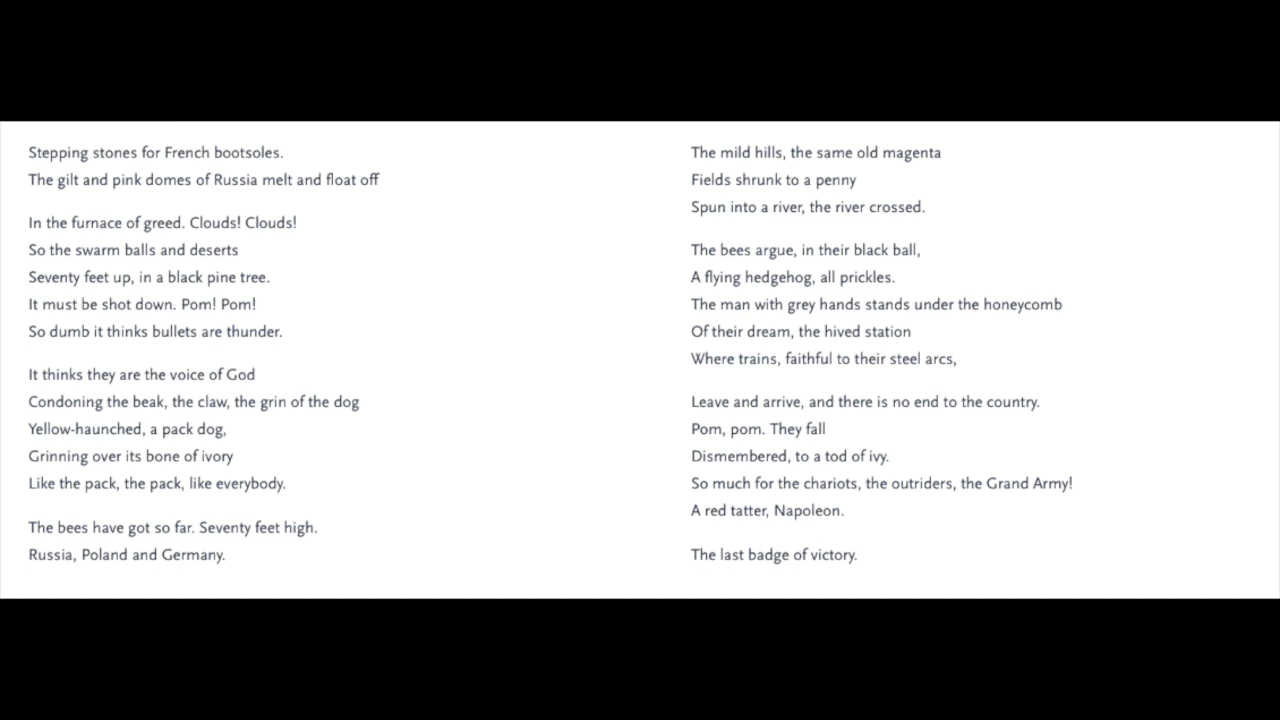 Stepping stones for French bootsoles.
The gilt and pink domes of Russia melt and float off
In the furnace of greed. Clouds! Clouds!
So the swarm balls and deserts
Seventy feet up, in a black pine tree.
It must be shot down. Pom! Pom!
So dumb it thinks bullets are thunder.
It thinks they are the voice of God
Condoning the beak, the claw, the grin of the dog
Yellow-haunched, a pack dog,
Grinning over its bone of ivory
Like the pack, the pack, like everybody.
The bees have got so far. Seventy feet high.
Russia, Poland and Germany.
The mild hills, the same old magenta
Fields shrunk to a penny
Spun into a river, the river crossed.
The bees argue, in their black ball,
A flying hedgehog, all prickles.
The man with grey hands stands under the honeycomb
Of their dream, the hived station
Where trains, faithful to their steel arcs,
Leave and arrive, and there is no end to the country.
Pom, pom. They fall
Dismembered, to a tod of ivy.
So much for the chariots, the outriders, the Grand Army!
A red tatter, Napoleon.
The last badge of victory.